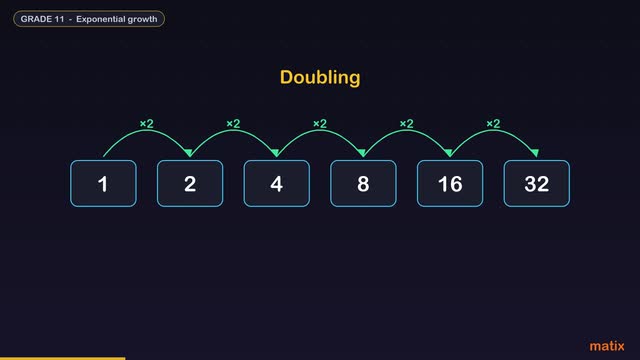 GRADE 11 - Exponential growth
Doubling
×2 ×2 ×2 ×2 ×2
1 2 4 8 16 32
matix